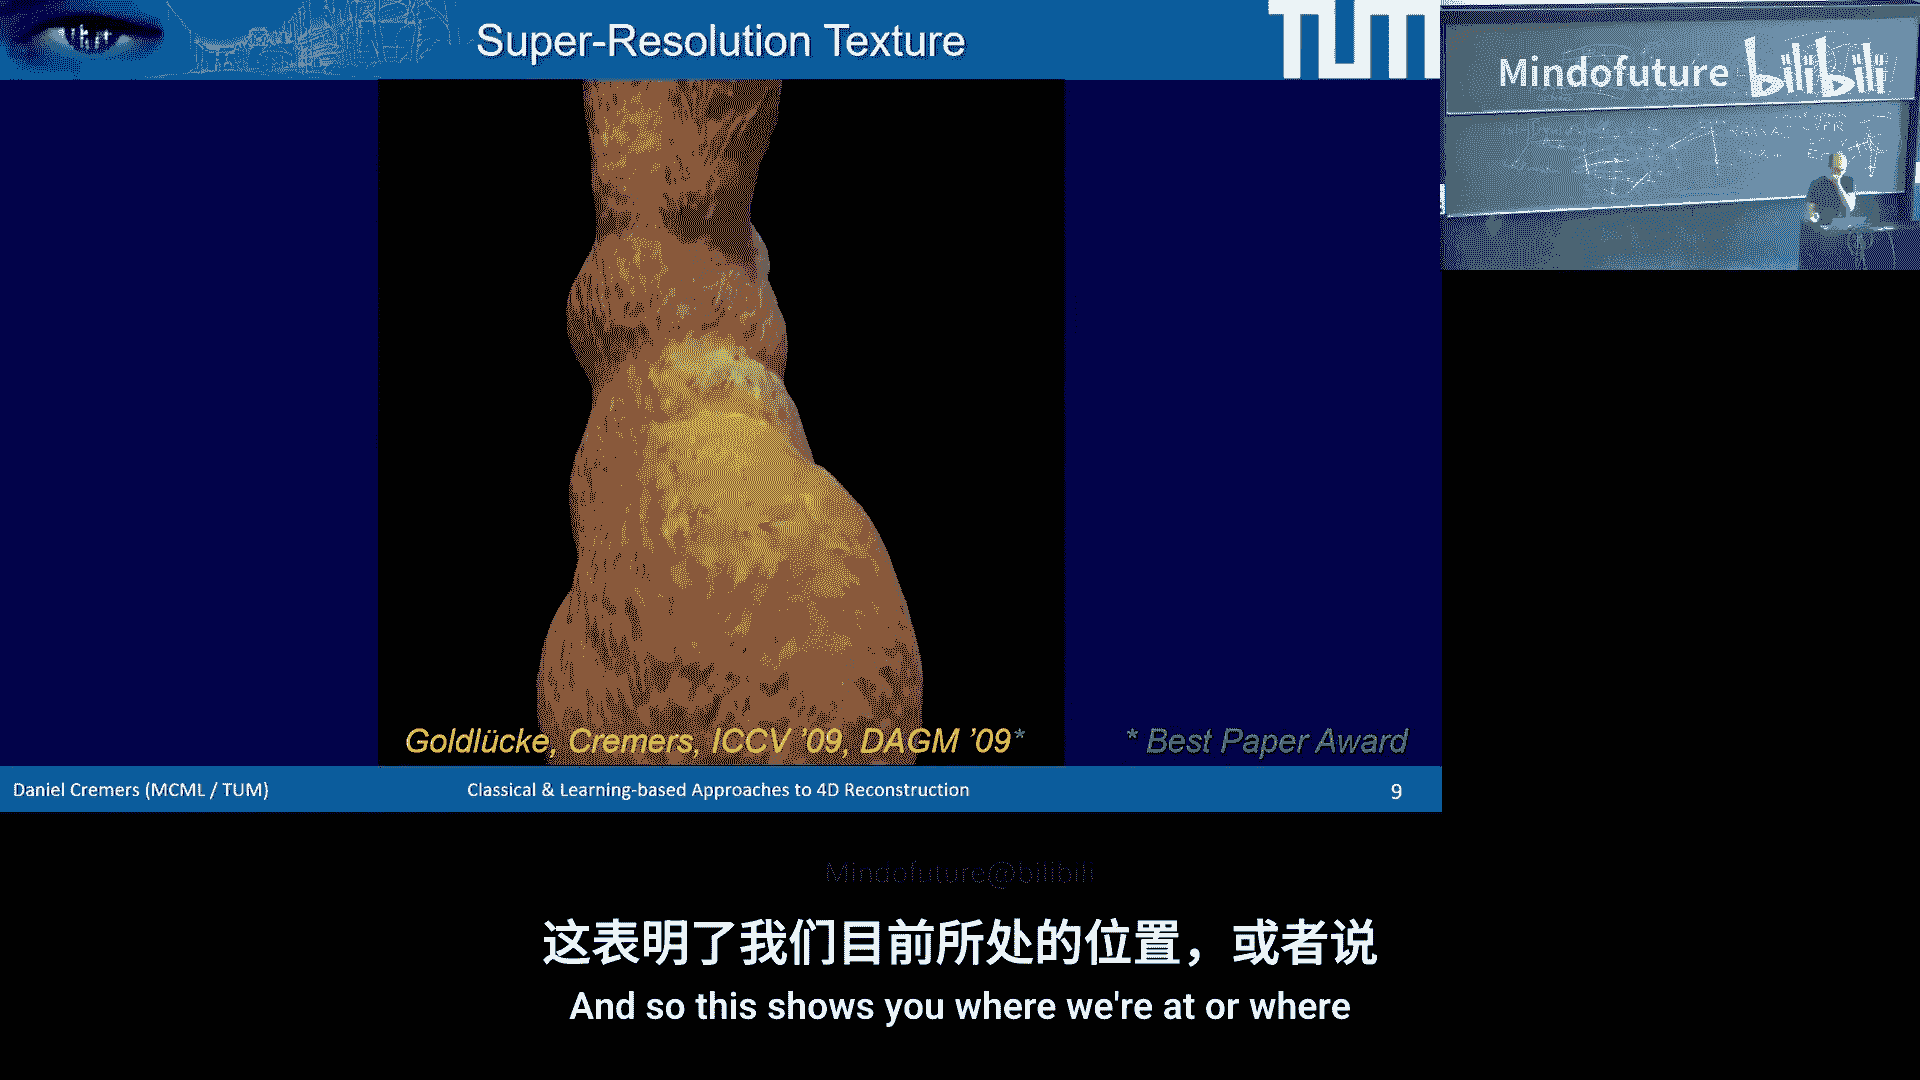 Super-Resolution Texture
TUM
Mindofuture bilibili
Goldlücke, Cremers, ICCV ’09, DAGM ’09*
* Best Paper Award
Daniel Cremers (MCML / TUM)
Classical & Learning-based Approaches to 4D Reconstruction
9
Mindofuture@bilibili
这表明了我们目前所处的位置，或者说
And so this shows you where we're at or where